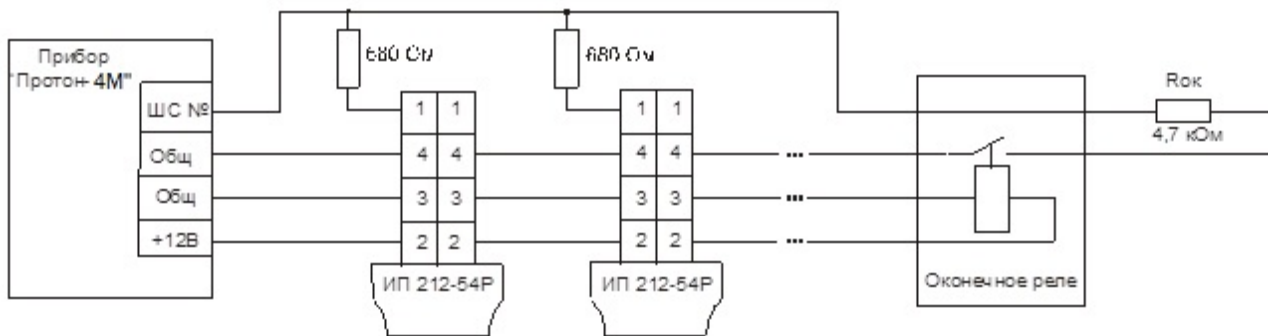 Прибор
"Протон-4М"
ШС №
Общ
Общ
+12В
680 Ом
1 1
4 4
3 3
2 2
ИП 212-54Р
680 Ом
1 1
4 4
3 3
2 2
ИП 212-54Р
...
...
...
Оконечное реле
Rок
4,7 кОм